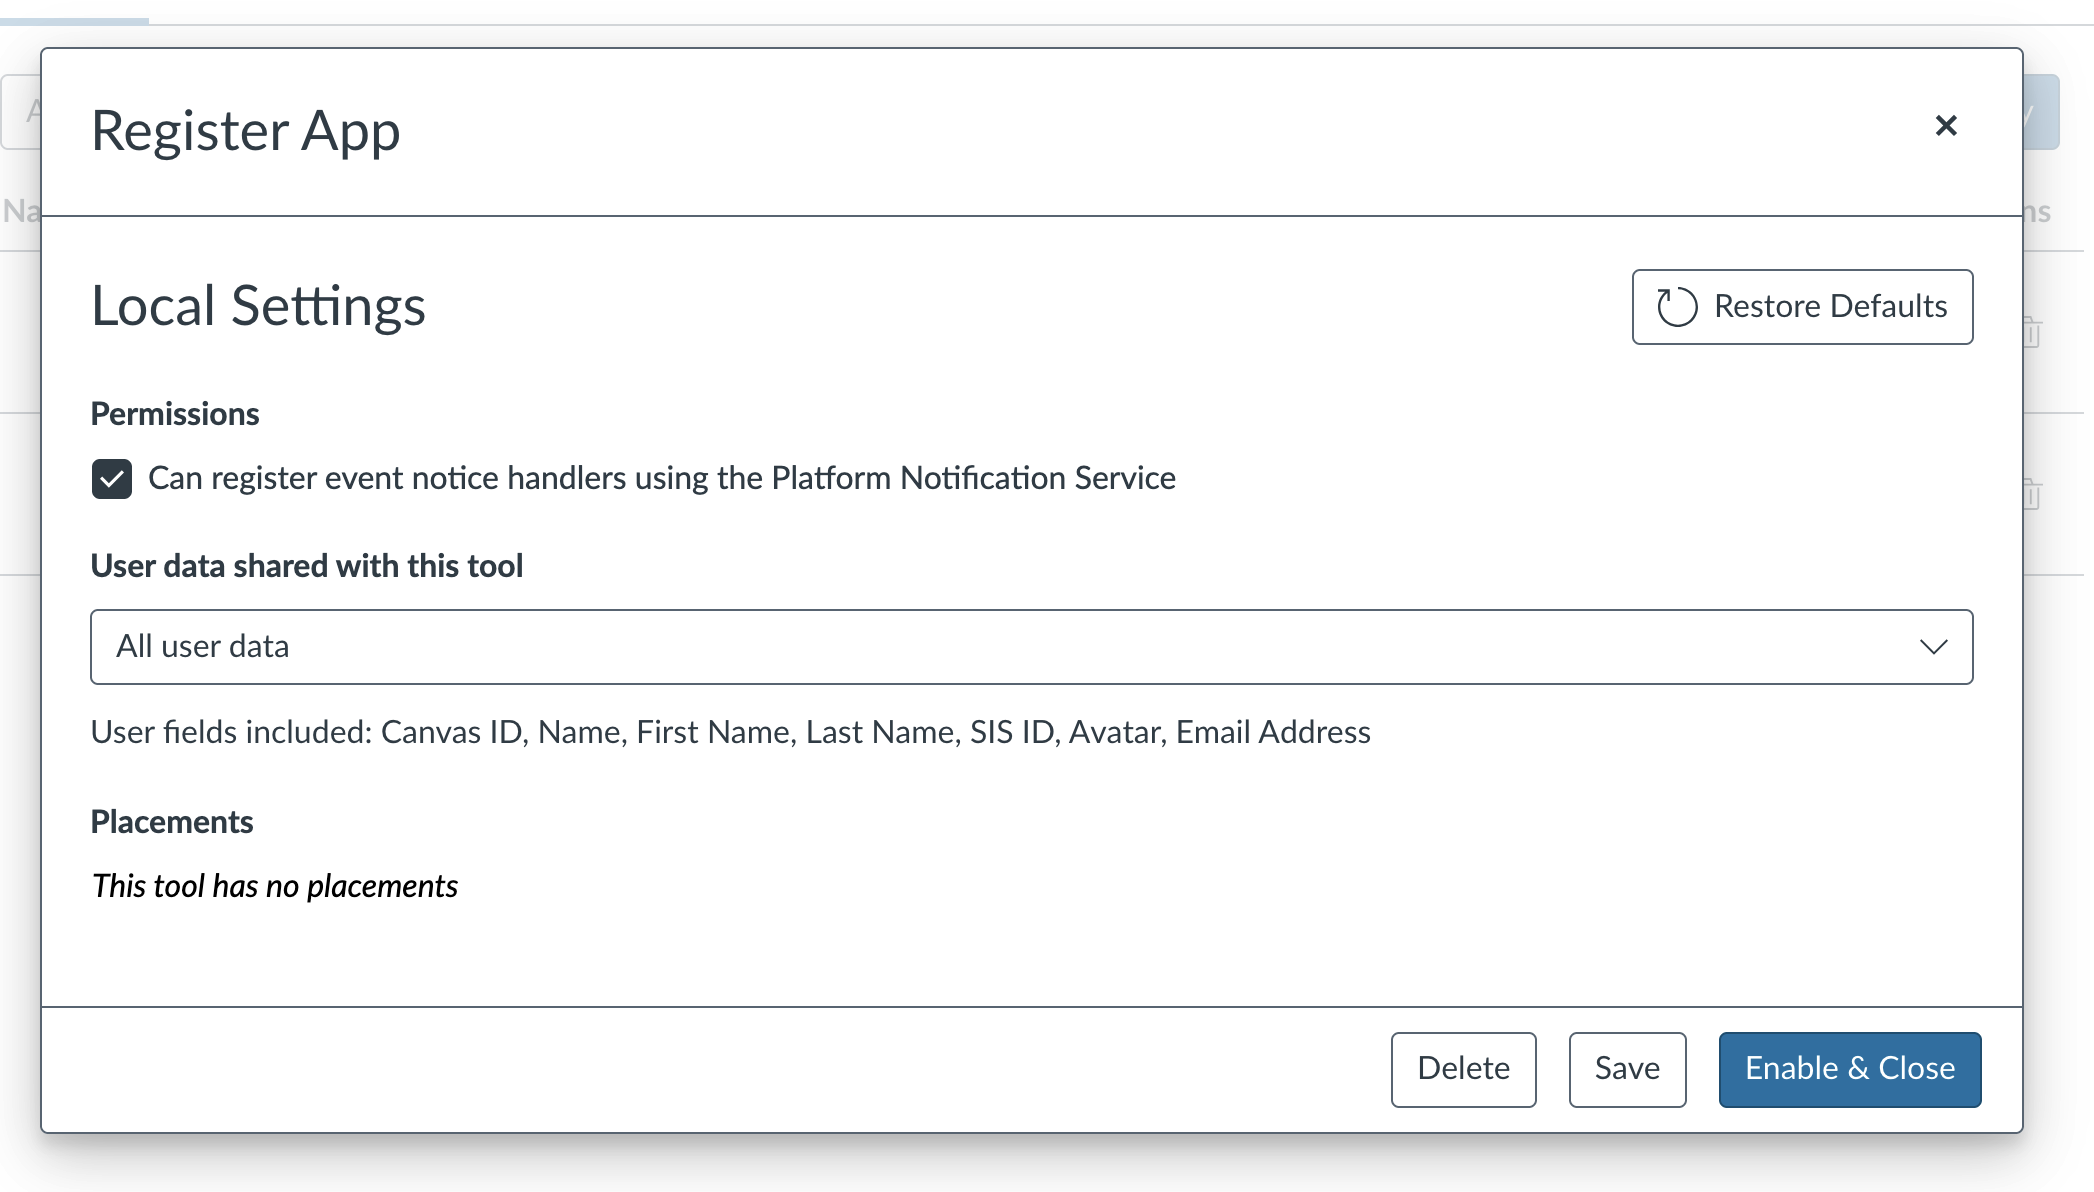 Register App
Local Settings
Restore Defaults
Permissions
Can register event notice handlers using the Platform Notification Service
User data shared with this tool
All user data
User fields included: Canvas ID, Name, First Name, Last Name, SIS ID, Avatar, Email Address
Placements
This tool has no placements
Delete
Save
Enable & Close